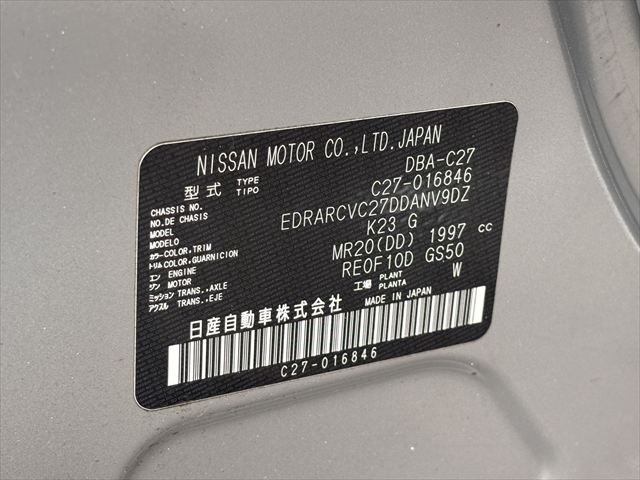 NISSAN MOTOR CO.,LTD.JAPAN
型式 TYPE TIPO DBA-C27
CHASSIS NO. NO.DE CHASIS C27-016846
MODEL MODELO EDRARCVC27DDANV9DZ
カラー COLOR,TRIM トリム COLOR,GUARNICION K23 G
エンジン ENGINE MOTOR MR20(DD) 1997 cc
ミッション TRANS.,AXLE アクスル TRANS.,EJE RE0F10D GS50
工場 PLANT PLANTA W
日産自動車株式会社 MADE IN JAPAN
C27-016846